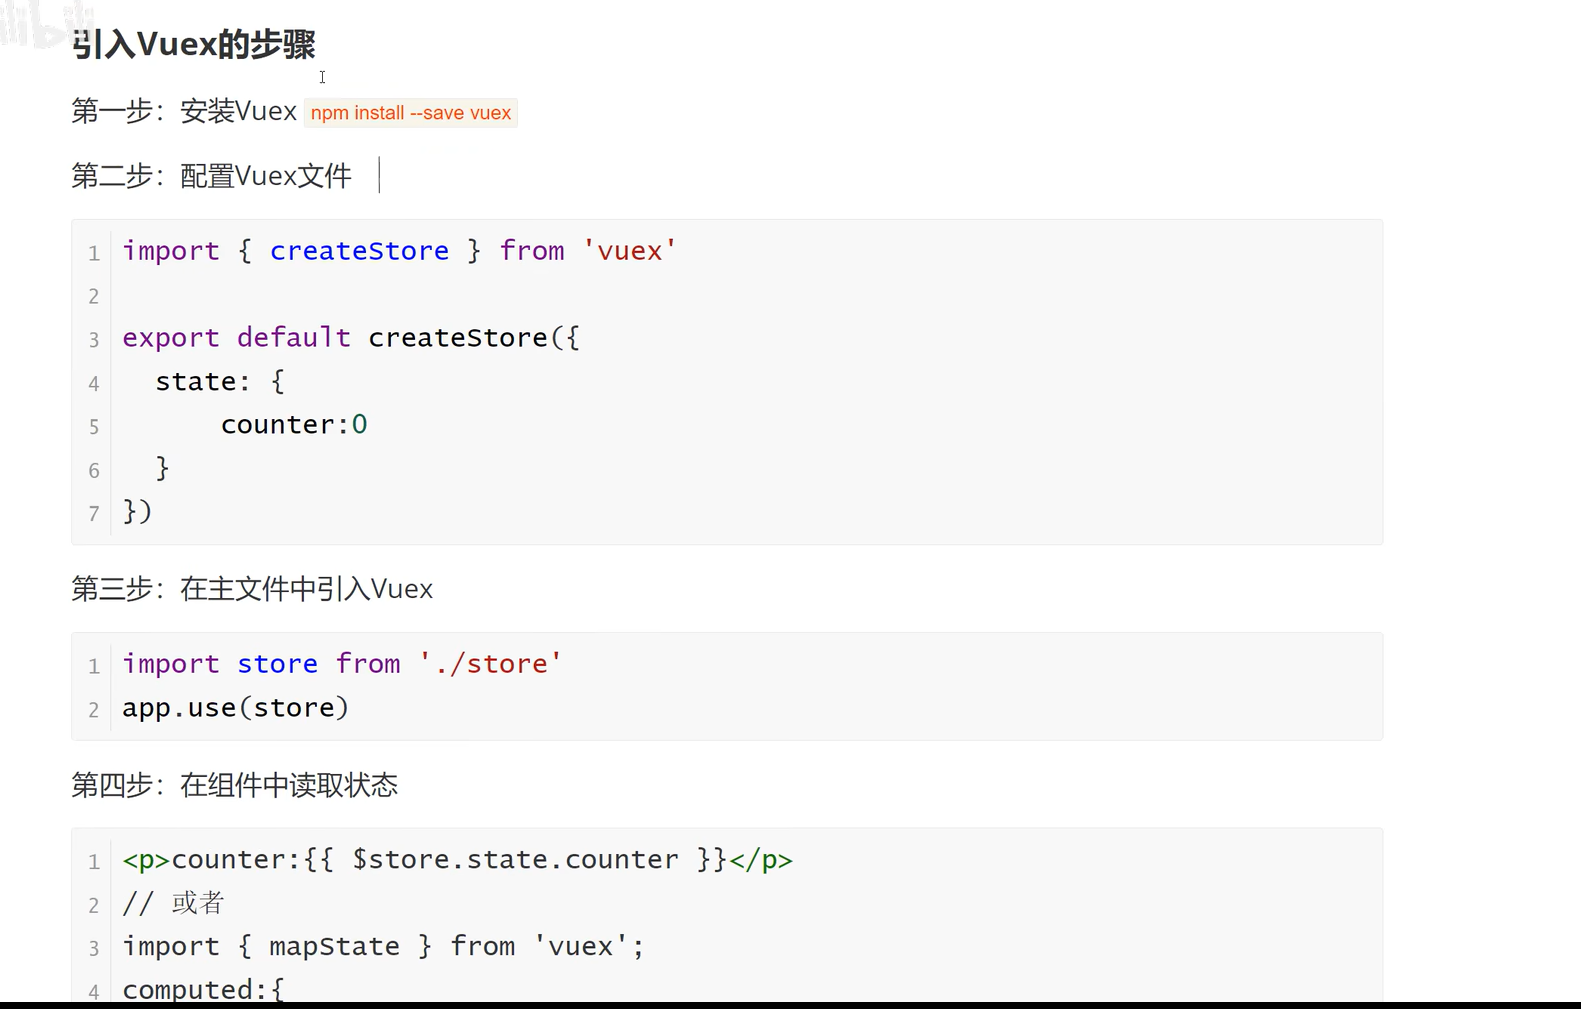 引入Vuex的步骤
第一步：安装Vuex npm install --save vuex
第二步：配置Vuex文件
1 import { createStore } from 'vuex'
2
3 export default createStore({
4   state: {
5       counter:0
6   }
7 })
第三步：在主文件中引入Vuex
1 import store from './store'
2 app.use(store)
第四步：在组件中读取状态
1 <p>counter:{{ $store.state.counter }}</p>
2 // 或者
3 import { mapState } from 'vuex';
4 computed:{